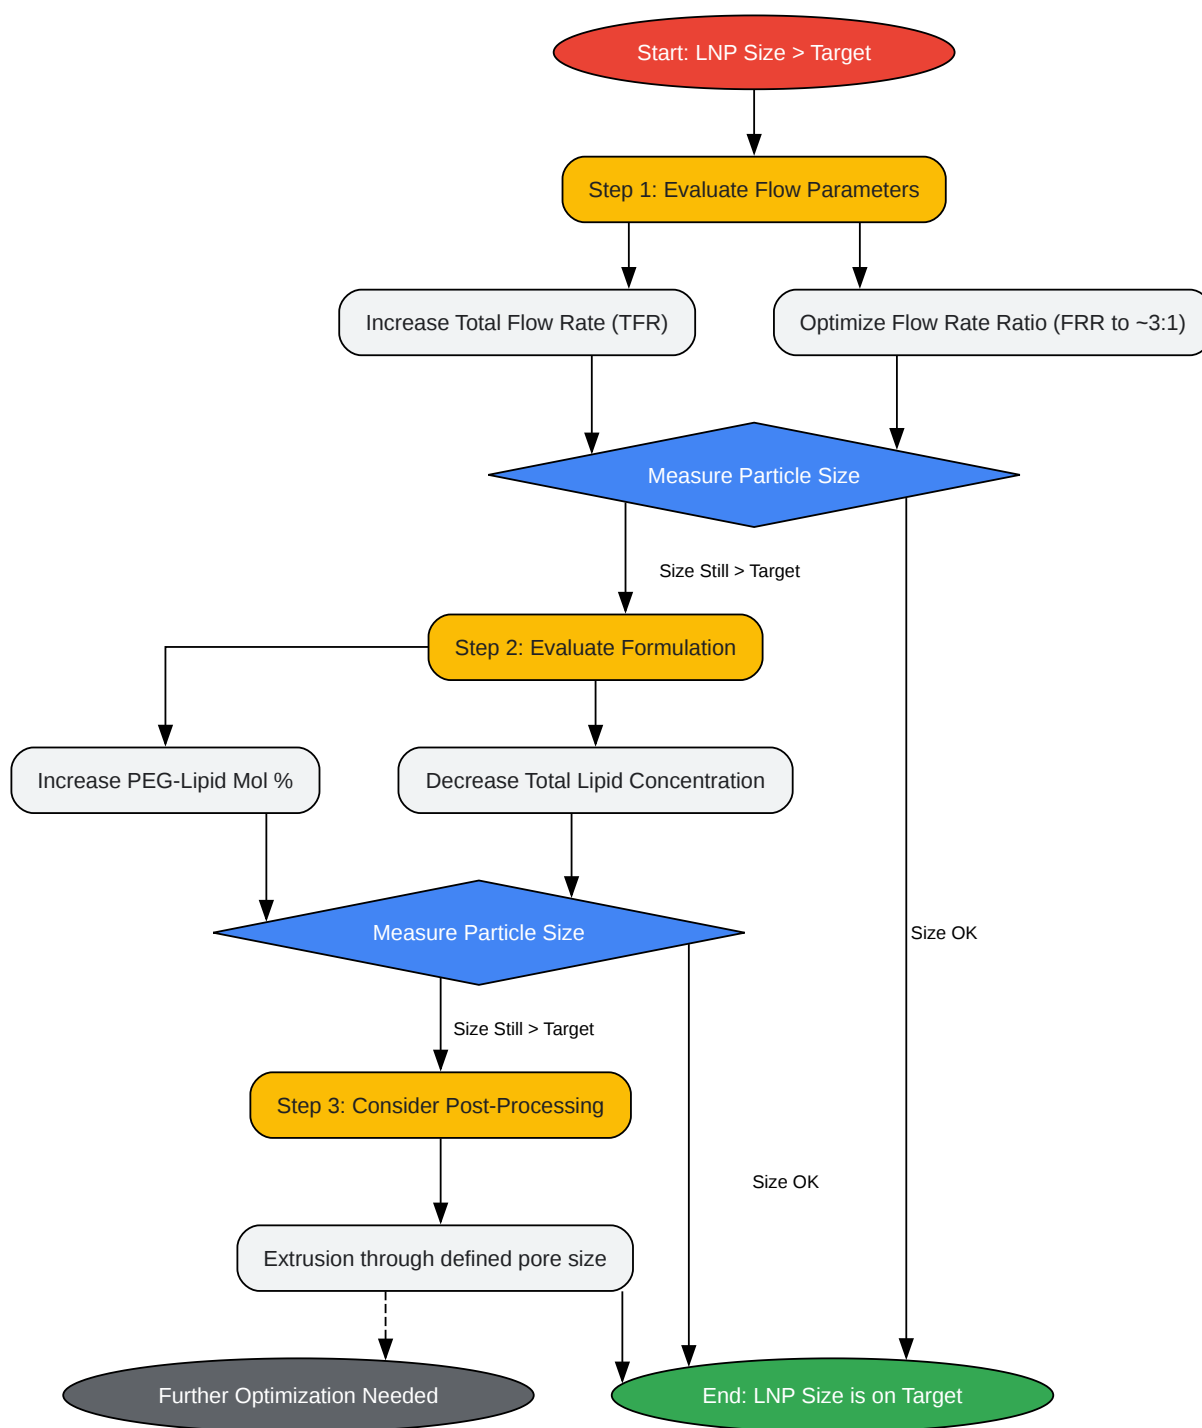 Start: LNP Size > Target
Step 1: Evaluate Flow Parameters
Increase Total Flow Rate (TFR)
Optimize Flow Rate Ratio (FRR to ~3:1)
Measure Particle Size
Size Still > Target
Step 2: Evaluate Formulation
Increase PEG-Lipid Mol %
Decrease Total Lipid Concentration
Measure Particle Size
Size OK
Size Still > Target
Step 3: Consider Post-Processing
Size OK
Extrusion through defined pore size
Further Optimization Needed
End: LNP Size is on Target